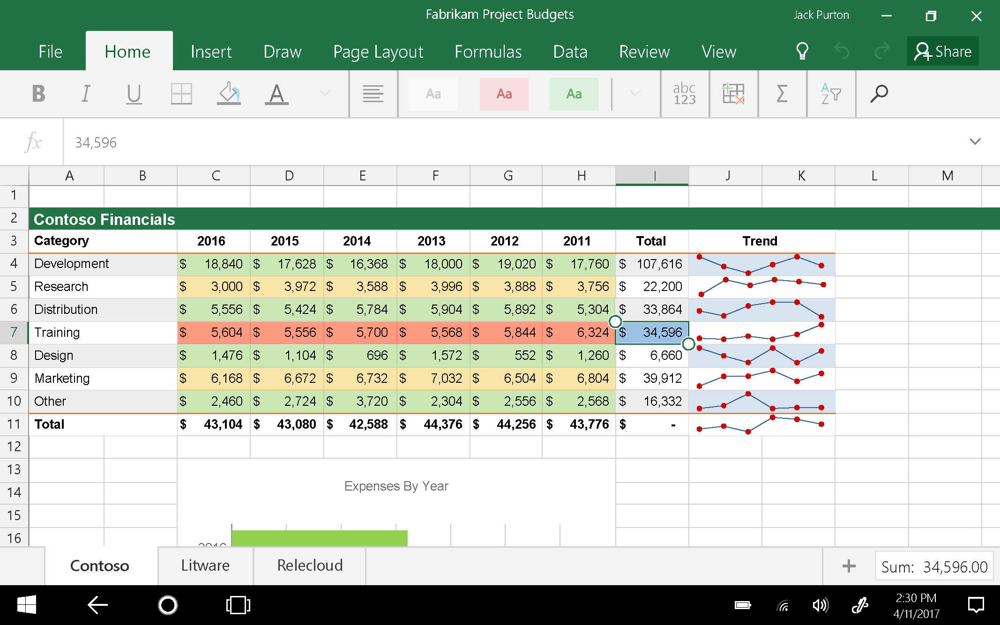 Fabrikam Project Budgets Jack Purton
File Home Insert Draw Page Layout Formulas Data Review View Share
B I U A Aa Aa Aa abc 123 Σ A Z
fx 34,596
A B C D E F G H I J K L M
1
2 Contoso Financials
3 Category 2016 2015 2014 2013 2012 2011 Total Trend
4 Development $ 18,840 $ 17,628 $ 16,368 $ 18,000 $ 19,020 $ 17,760 $ 107,616
5 Research $ 3,000 $ 3,972 $ 3,588 $ 3,996 $ 3,888 $ 3,756 $ 22,200
6 Distribution $ 5,556 $ 5,424 $ 5,784 $ 5,904 $ 5,892 $ 5,304 $ 33,864
7 Training $ 5,604 $ 5,556 $ 5,700 $ 5,568 $ 5,844 $ 6,324 $ 34,596
8 Design $ 1,476 $ 1,104 $ 696 $ 1,572 $ 552 $ 1,260 $ 6,660
9 Marketing $ 6,168 $ 6,672 $ 6,732 $ 7,032 $ 6,504 $ 6,804 $ 39,912
10 Other $ 2,460 $ 2,724 $ 3,720 $ 2,304 $ 2,556 $ 2,568 $ 16,332
11 Total $ 43,104 $ 43,080 $ 42,588 $ 44,376 $ 44,256 $ 43,776 $ -
12
13
Expenses By Year
14
15
16
2016
Contoso Litware Relecloud + Sum: 34,596.00
2:30 PM
4/11/2017